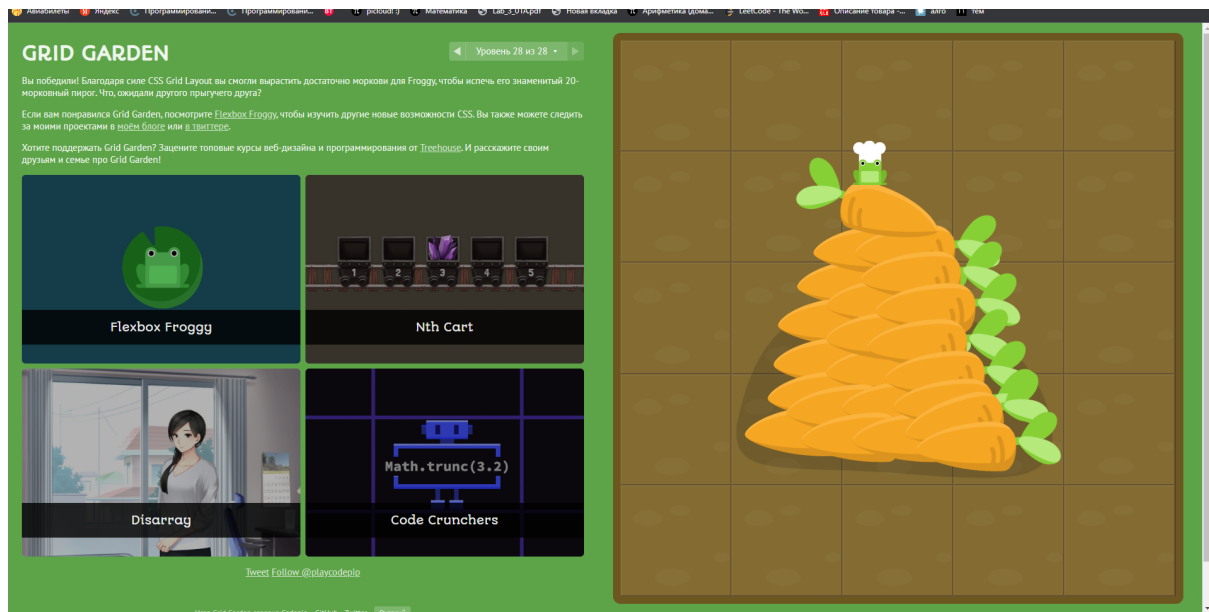 Авиабилеты Яндекс Программировани... Программировани... picloud! :) Математика Lab_3_UTA.pdf Новая вкладка Арифметика (дома... LeetCode - The Wo... Описание товара -... алго тем
GRID GARDEN
Уровень 28 из 28
Вы победили! Благодаря силе CSS Grid Layout вы смогли вырастить достаточно моркови для Froggy, чтобы испечь его знаменитый 20-
морковный пирог. Что, ожидали другого прыгучего друга?
Если вам понравился Grid Garden, посмотрите Flexbox Froggy, чтобы изучить другие новые возможности CSS. Вы также можете следить
за моими проектами в моём блоге или в твиттере.
Хотите поддержать Grid Garden? Зацените топовые курсы веб-дизайна и программирования от Treehouse. И расскажите своим
друзьям и семье про Grid Garden!
1 2 3 4 5
Flexbox Froggy
Nth Cart
Math.trunc(3.2)
Disarray
Code Crunchers
Tweet Follow @playcodepip